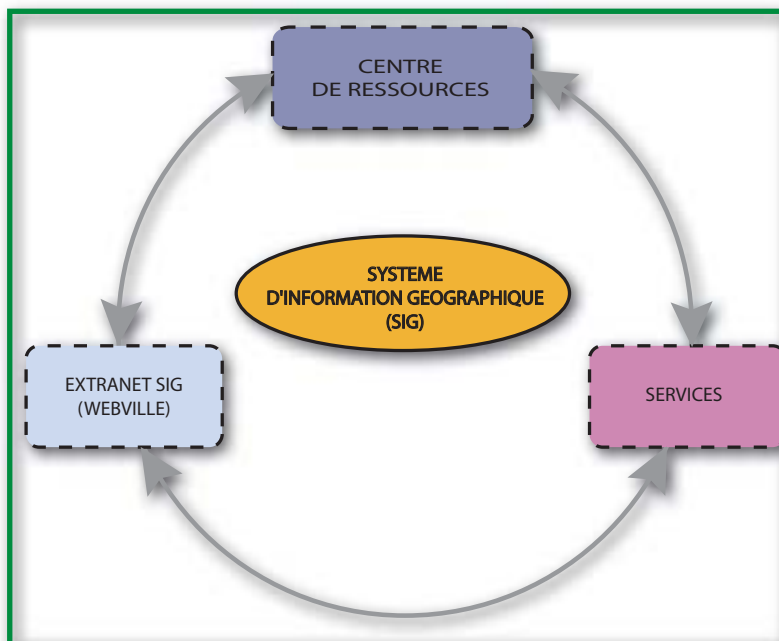 CENTRE
DE RESSOURCES
SYSTEME
D'INFORMATION GEOGRAPHIQUE
(SIG)
EXTRANET SIG
(WEBVILLE)
SERVICES